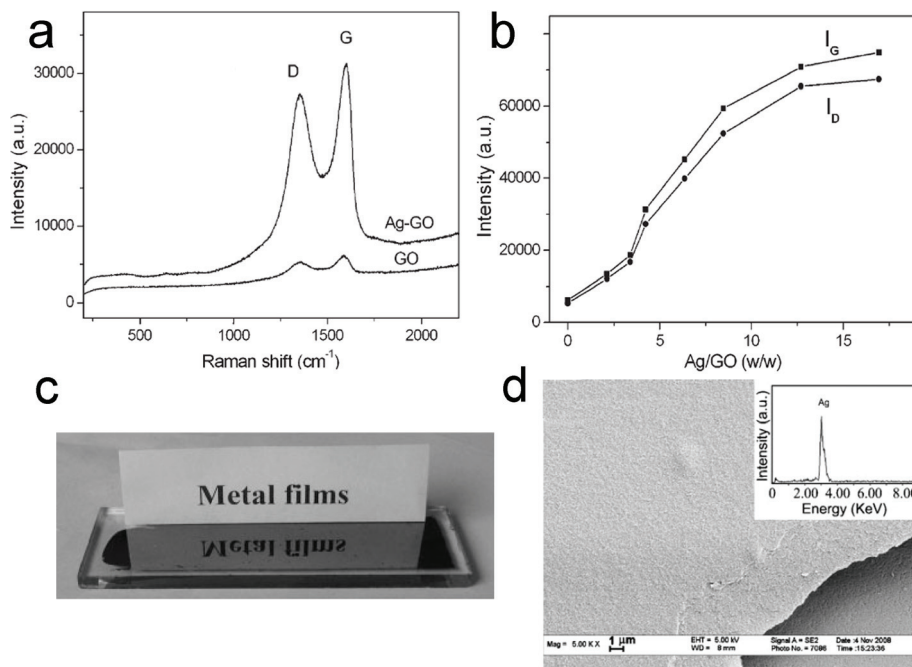 a
D
G
Ag-GO
GO
Intensity (a.u.)
30000
20000
10000
0
500
1000
1500
2000
Raman shift (cm⁻¹)
b
I_G
I_D
Intensity (a.u.)
60000
40000
20000
0
0
5
10
15
Ag/GO (w/w)
c
Metal films
Metal films
d
Ag
Intensity (a.u.)
0 2.00 4.00 6.00 8.00
Energy (KeV)
Mag = 5.00 K X
1 µm
EHT = 5.00 kV
WD = 8 mm
Signal A = SE2
Photo No. = 7086
Date :4 Nov 2008
Time :15:23:36